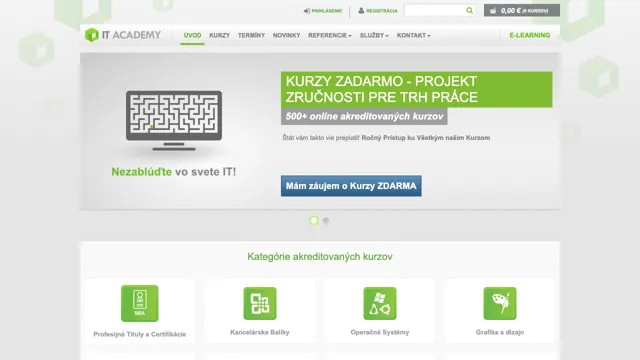 PRIHLÁSENIE
REGISTRÁCIA
0,00 € (0 KURZOV)
IT ACADEMY
ÚVOD
KURZY
TERMÍNY
NOVINKY
REFERENCIE
SLUŽBY
KONTAKT
E-LEARNING
KURZY ZADARMO - PROJEKT
ZRUČNOSTI PRE TRH PRÁCE
500+ online akreditovaných kurzov
Štát vám takto vie preplatiť Ročný Prístup ku Všetkým našim Kurzom
Nezablúďte vo svete IT!
Mám záujem o Kurzy ZDARMA
Kategórie akreditovaných kurzov
MBA
Profesijné Tituly a Certifikácie
Kancelárske Balíky
Operačné Systémy
Grafika a dizajn